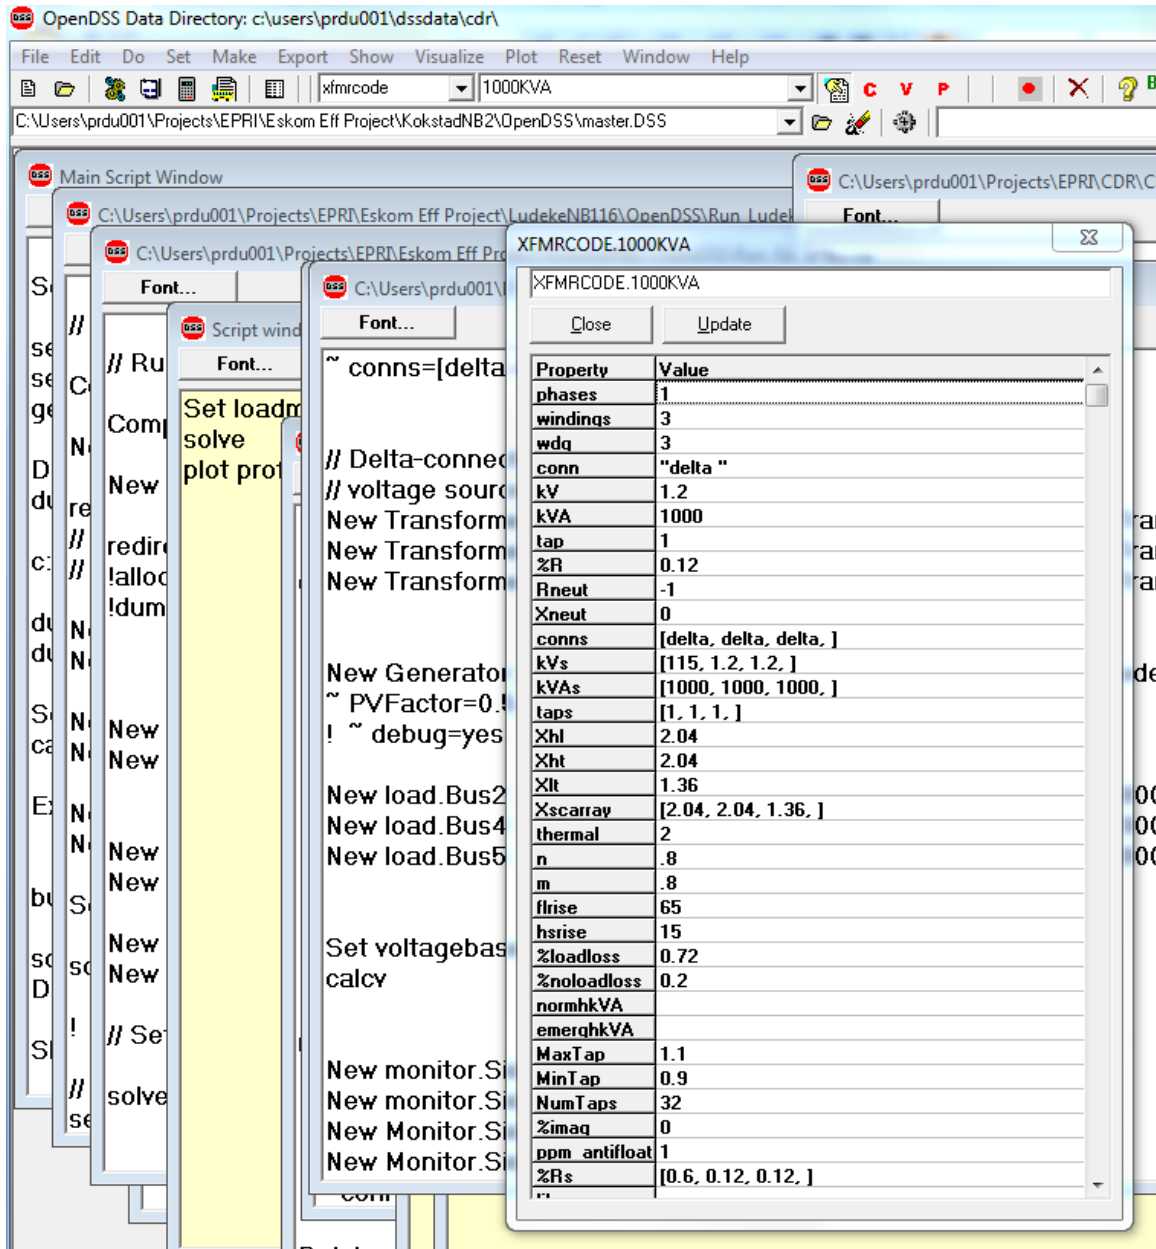 OpenDSS Data Directory: c:\users\prdu001\dssdata\cdr\
File Edit Do Set Make Export Show Visualize Plot Reset Window Help
xfmrcode 1000KVA C V P
C:\Users\prdu001\Projects\EPRI\Eskom Eff Project\KokstadNB2\OpenDSS\master.DSS
Main Script Window
C:\Users\prdu001\Projects\EPRI\CDR\C
Font...
C:\Users\prdu001\Projects\EPRI\Eskom Eff Project\LudekeNB116\OpenDSS\Run_Ludek
C:\Users\prdu001\Projects\EPRI\Eskom Eff Pro
Font...
//
// Ru
Com
New
redire
!alloc
!dum
New
New
New
New
New
New
// Se
solve
Script wind
Font...
Set loadm
solve
plot prof
C:\Users\prdu001\
Font...
~ conns=[delta
// Delta-connec
// voltage sourc
New Transform
New Transform
New Transform
New Generator
~ PVFactor=0.
! ~ debug=yes
New load.Bus2
New load.Bus4
New load.Bus5
Set voltagebas
calcv
New monitor.Si
New monitor.Si
New Monitor.Si
New Monitor.Si
XFMRCODE.1000KVA
XFMRCODE.1000KVA
Close Update
Property Value
phases 1
windings 3
wdg 3
conn "delta "
kV 1.2
kVA 1000
tap 1
%R 0.12
Rneut -1
Xneut 0
conns [delta, delta, delta, ]
kVs [115, 1.2, 1.2, ]
kVAs [1000, 1000, 1000, ]
taps [1, 1, 1, ]
Xhl 2.04
Xht 2.04
Xlt 1.36
Xscarray [2.04, 2.04, 1.36, ]
thermal 2
n .8
m .8
flrise 65
hsrise 15
%loadloss 0.72
%noloadloss 0.2
normhkVA
emerghkVA
MaxTap 1.1
MinTap 0.9
NumTaps 32
%imag 0
ppm_antifloat 1
%Rs [0.6, 0.12, 0.12, ]